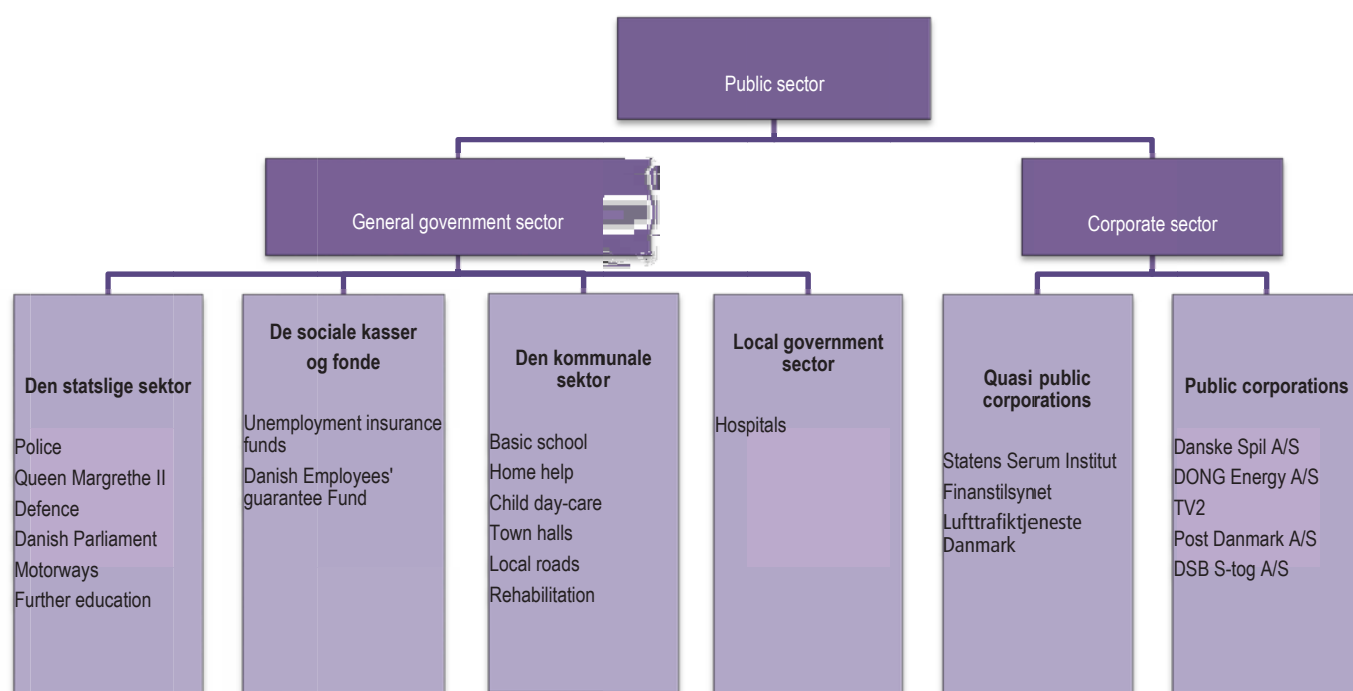 Public sector
General government sector
Corporate sector
Den statslige sektor
Police
Queen Margrethe II
Defence
Danish Parliament
Motorways
Further education
De sociale kasser
og fonde
Unemployment insurance
funds
Danish Employees'
guarantee Fund
Den kommunale
sektor
Basic school
Home help
Child day-care
Town halls
Local roads
Rehabilitation
Local government
sector
Hospitals
Quasi public
corporations
Statens Serum Institut
Finanstilsynet
Lufttrafiktjeneste
Danmark
Public corporations
Danske Spil A/S
DONG Energy A/S
TV2
Post Danmark A/S
DSB S-tog A/S